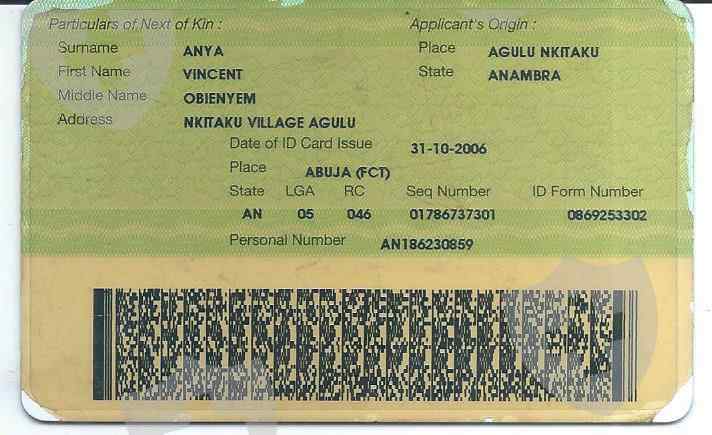 Particulars of Next of Kin : Applicant's Origin :
Surname ANYA Place AGULU NKITAKU
First Name VINCENT State ANAMBRA
Middle Name OBIENYEM
Address NKITAKU VILLAGE AGULU
Date of ID Card Issue 31-10-2006
Place ABUJA (FCT)
State LGA RC Seq Number ID Form Number
AN 05 046 01786737301 0869253302
Personal Number AN186230859